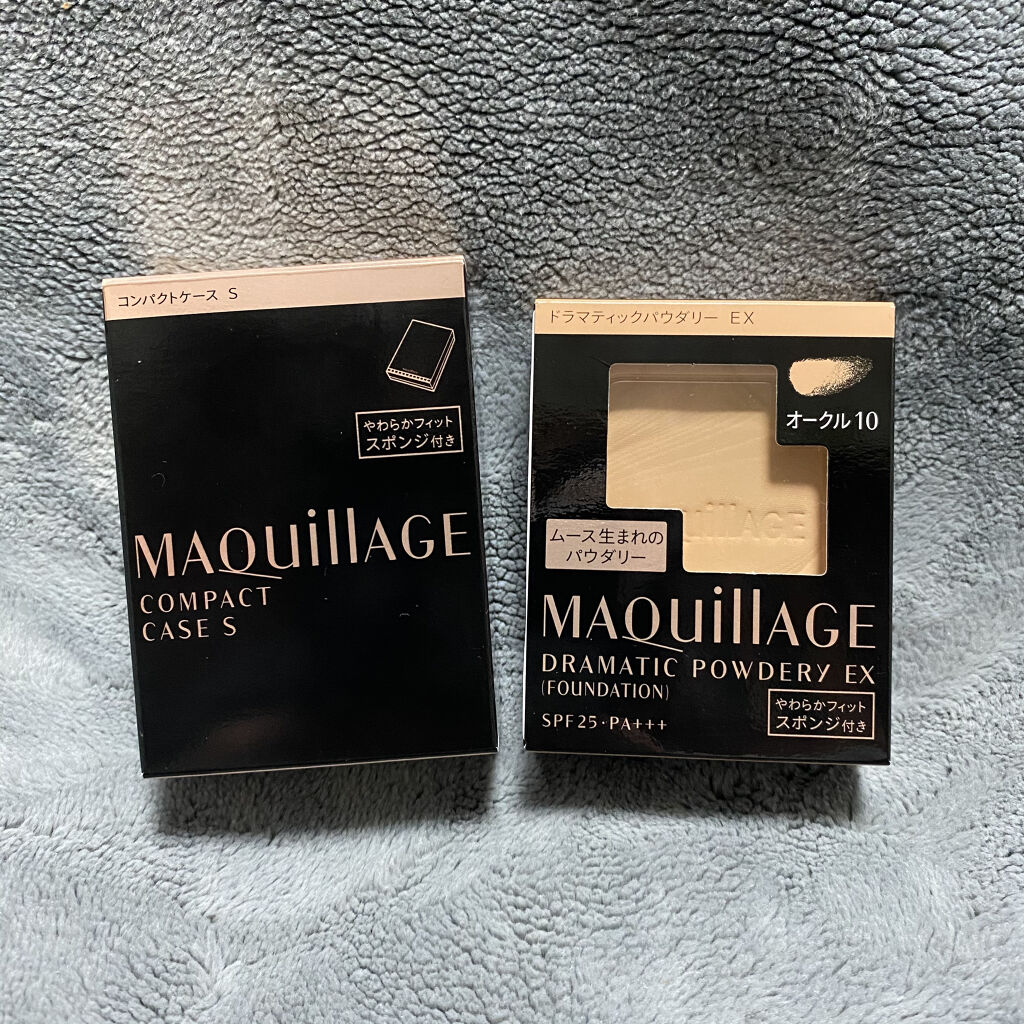 コンパクトケース S
やわらかフィット
スポンジ付き
MAQuillAGE
COMPACT
CASE S
ドラマティックパウダリー EX
オークル10
ムース生まれの
パウダリー
QuillAGE
MAQuillAGE
DRAMATIC POWDERY EX
(FOUNDATION)
SPF25・PA+++
やわらかフィット
スポンジ付き